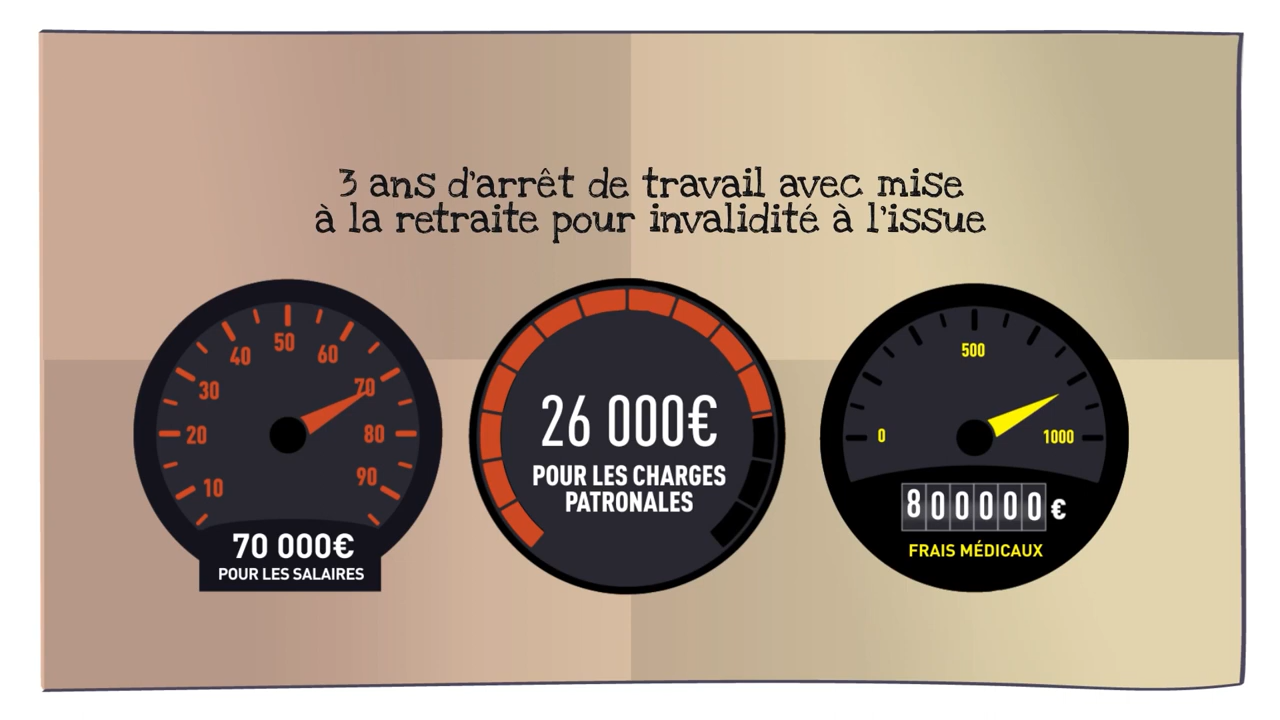 3 ans d'arrêt de travail avec mise
à la retraite pour invalidité à l'issue
10
20
30
40
50
60
70
80
90
70 000€
POUR LES SALAIRES
26 000€
POUR LES CHARGES
PATRONALES
0
500
1000
800000€
FRAIS MÉDICAUX